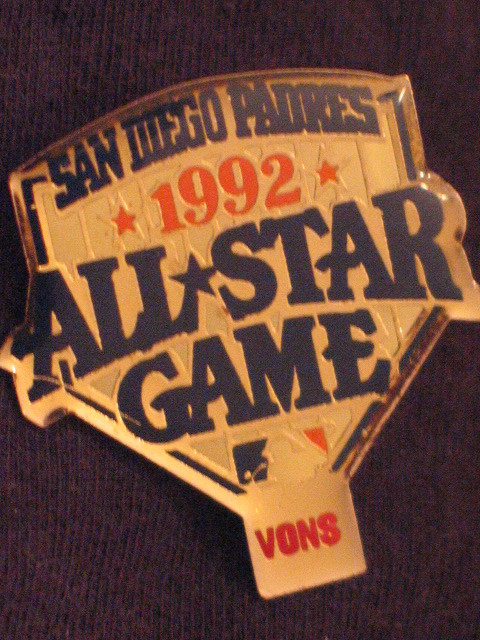 SAN DIEGO PADRES
1992
ALL★STAR
GAME
VONS